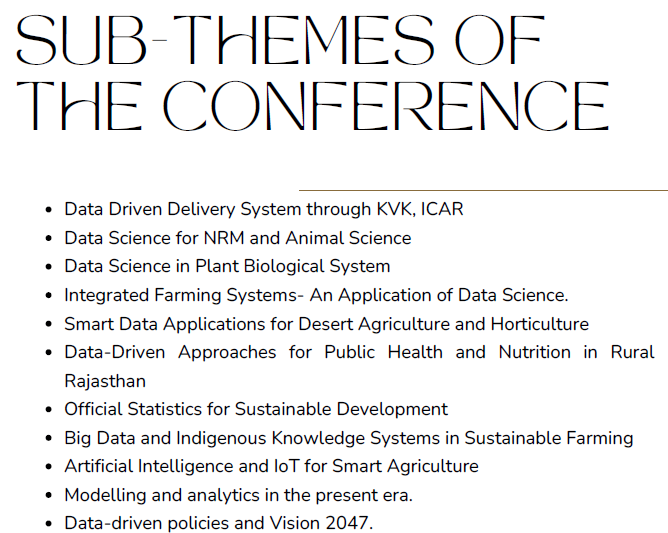 SUB-THEMES OF
THE CONFERENCE
• Data Driven Delivery System through KVK, ICAR
• Data Science for NRM and Animal Science
• Data Science in Plant Biological System
• Integrated Farming Systems- An Application of Data Science.
• Smart Data Applications for Desert Agriculture and Horticulture
• Data-Driven Approaches for Public Health and Nutrition in Rural
Rajasthan
• Official Statistics for Sustainable Development
• Big Data and Indigenous Knowledge Systems in Sustainable Farming
• Artificial Intelligence and IoT for Smart Agriculture
• Modelling and analytics in the present era.
• Data-driven policies and Vision 2047.